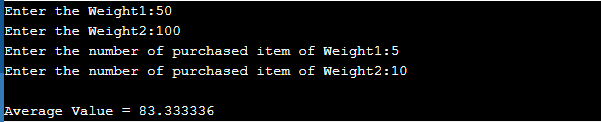 Enter the Weight1:50
Enter the Weight2:100
Enter the number of purchased item of Weight1:5
Enter the number of purchased item of Weight2:10
Average Value = 83.333336